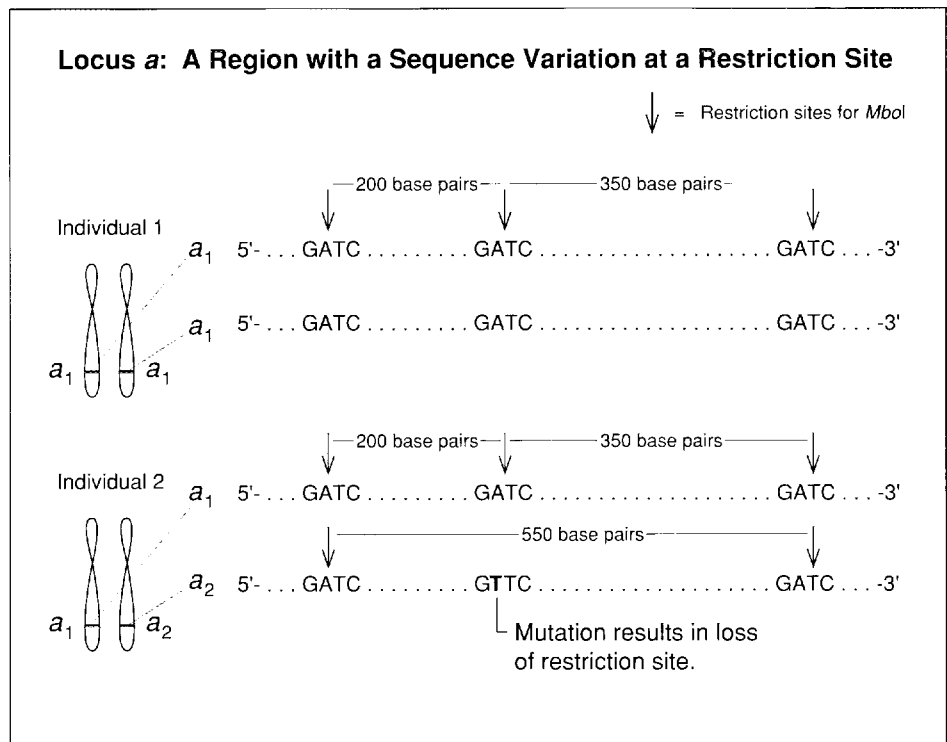 Locus a: A Region with a Sequence Variation at a Restriction Site
= Restriction sites for MboI
200 base pairs 350 base pairs
Individual 1
a1 5'- . . . GATC . . . . . . . . . GATC . . . . . . . . . . . . . . . . . . . GATC . . . -3'
a1 5'- . . . GATC . . . . . . . . . GATC . . . . . . . . . . . . . . . . . . . GATC . . . -3'
a1 a1
200 base pairs 350 base pairs
Individual 2
a1 5'- . . . GATC . . . . . . . . . GATC . . . . . . . . . . . . . . . . . . . GATC . . . -3'
550 base pairs
a2 5'- . . . GATC . . . . . . . . . GTTC . . . . . . . . . . . . . . . . . . . GATC . . . -3'
a1 a2
Mutation results in loss
of restriction site.